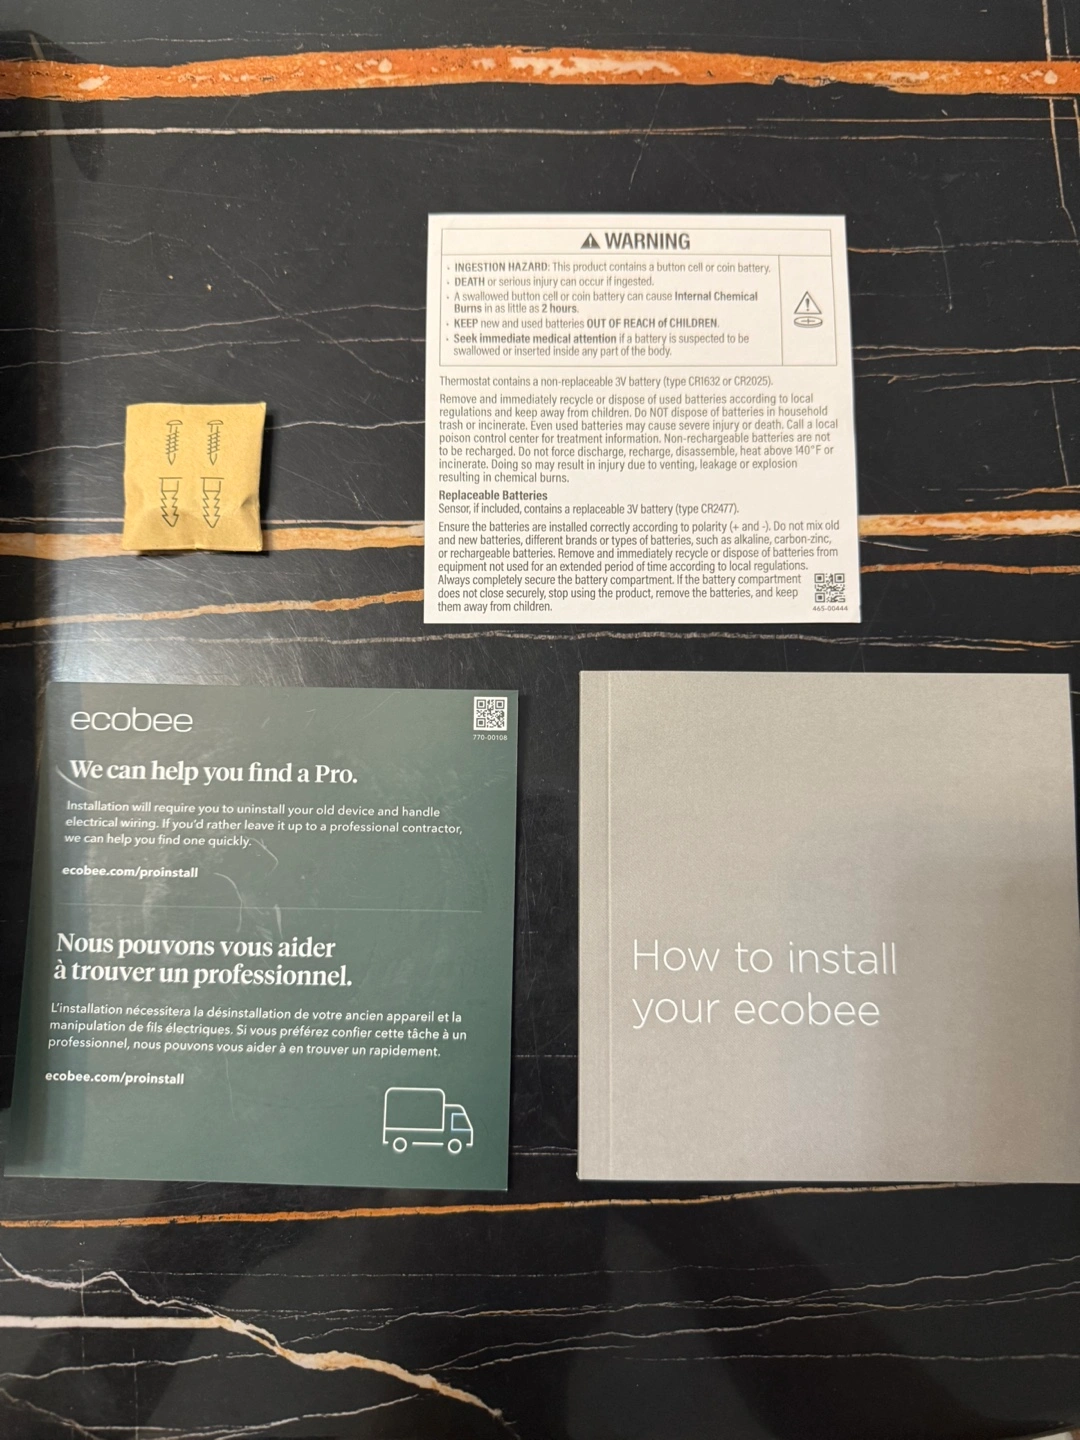 WARNING
INGESTION HAZARD: This product contains a button cell or coin battery.
DEATH or serious injury can occur if ingested.
A swallowed button cell or coin battery can cause Internal Chemical
Burns in as little as 2 hours.
KEEP new and used batteries OUT OF REACH of CHILDREN.
Seek immediate medical attention if a battery is suspected to be
swallowed or inserted inside any part of the body.
Thermostat contains a non-replaceable 3V battery (type CR1632 or CR2025).
Remove and immediately recycle or dispose of used batteries according to local
regulations and keep away from children. Do NOT dispose of batteries in household
trash or incinerate. Even used batteries may cause severe injury or death. Call a local
poison control center for treatment information. Non-rechargeable batteries are not
to be recharged. Do not force discharge, recharge, disassemble, heat above 140°F or
incinerate. Doing so may result in injury due to venting, leakage or explosion
resulting in chemical burns.
Replaceable Batteries
Sensor, if included, contains a replaceable 3V battery (type CR2477).
Ensure the batteries are installed correctly according to polarity (+ and -). Do not mix old
and new batteries, different brands or types of batteries, such as alkaline, carbon-zinc,
or rechargeable batteries. Remove and immediately recycle or dispose of batteries from
equipment not used for an extended period of time according to local regulations.
Always completely secure the battery compartment. If the battery compartment
does not close securely, stop using the product, remove the batteries, and keep
them away from children.
465-00444
ecobee
770-00108
We can help you find a Pro.
Installation will require you to uninstall your old device and handle
electrical wiring. If you'd rather leave it up to a professional contractor,
we can help you find one quickly.
ecobee.com/proinstall
Nous pouvons vous aider
à trouver un professionnel.
L'installation nécessitera la désinstallation de votre ancien appareil et la
manipulation de fils électriques. Si vous préférez confier cette tâche à un
professionnel, nous pouvons vous aider à en trouver un rapidement.
ecobee.com/proinstall
How to install
your ecobee